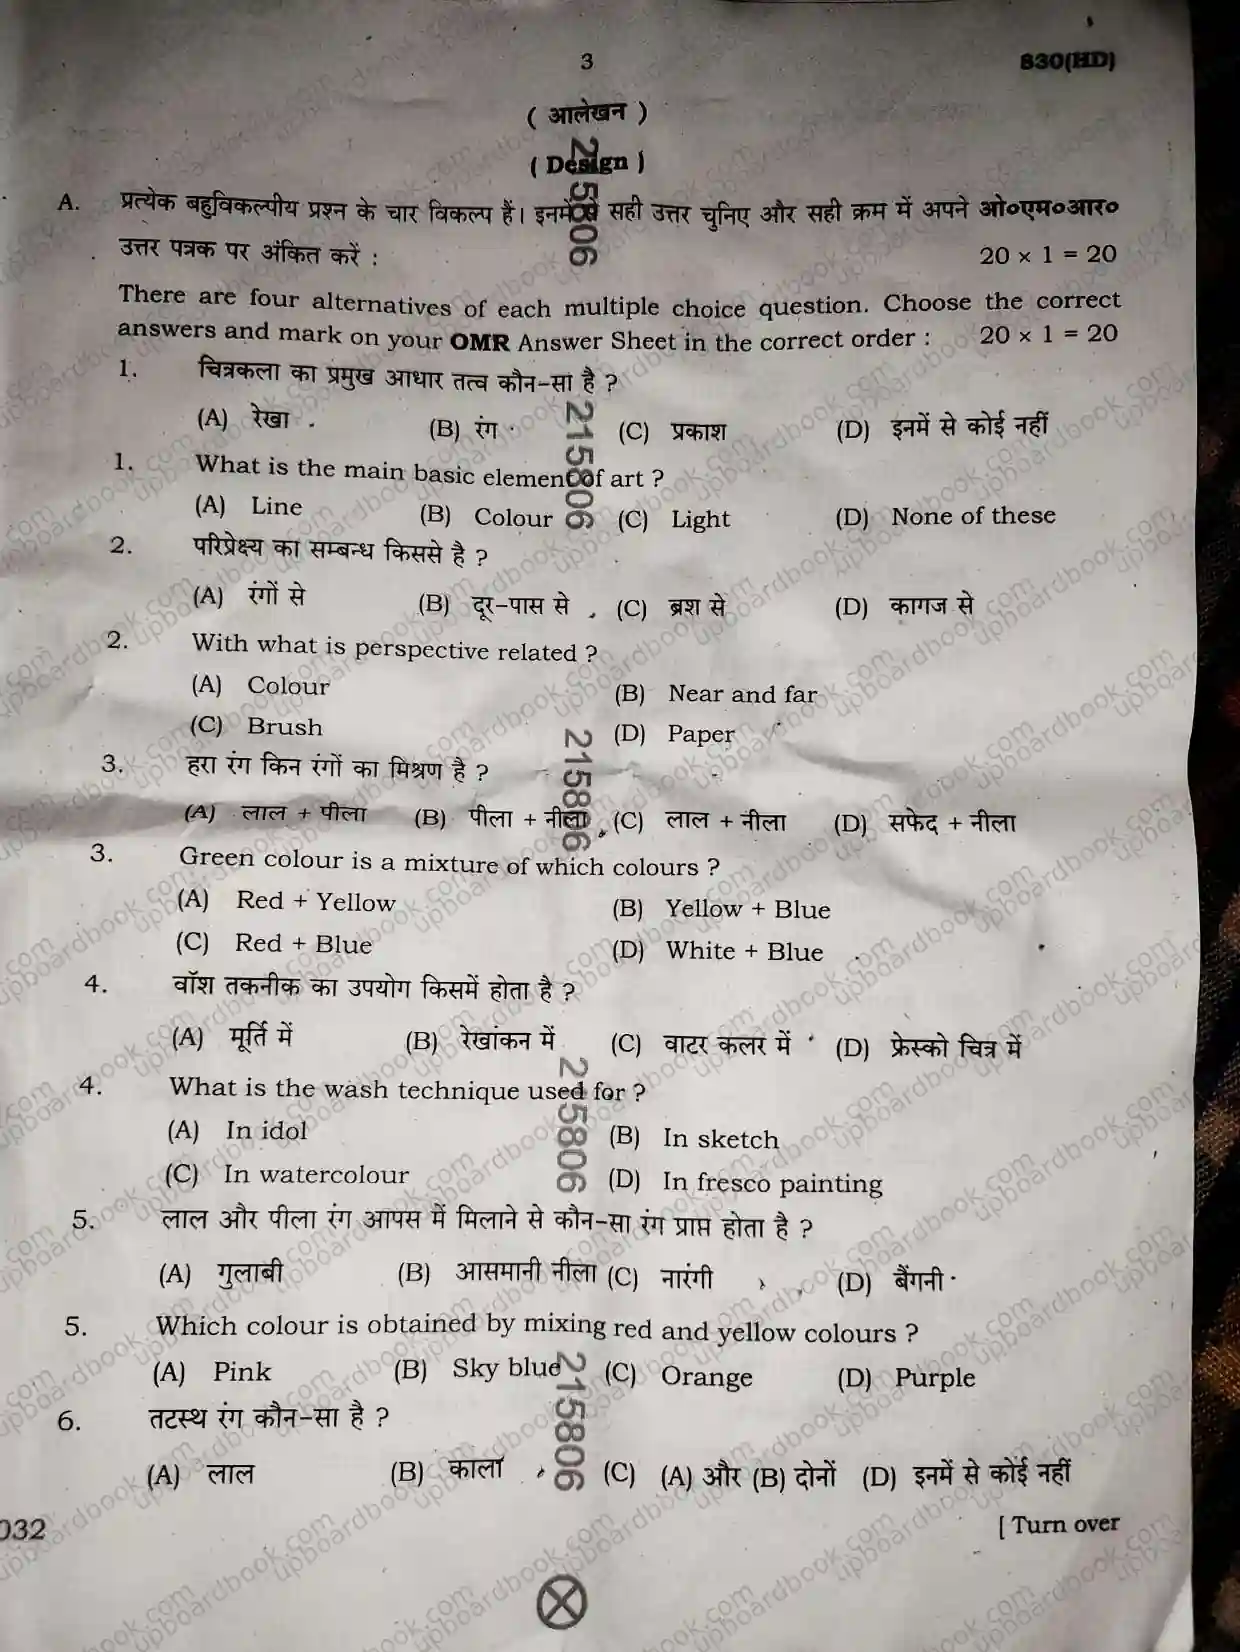 3
830(HD)
( आलेखन )
( Design )
A. प्रत्येक बहुविकल्पीय प्रश्न के चार विकल्प हैं। इनमें से सही उत्तर चुनिए और सही क्रम में अपने ओ०एम०आर०
उत्तर पत्रक पर अंकित करें : 20 × 1 = 20
There are four alternatives of each multiple choice question. Choose the correct
answers and mark on your OMR Answer Sheet in the correct order : 20 × 1 = 20
1. चित्रकला का प्रमुख आधार तत्व कौन-सा है ?
(A) रेखा (B) रंग (C) प्रकाश (D) इनमें से कोई नहीं
1. What is the main basic element of art ?
(A) Line (B) Colour (C) Light (D) None of these
2. परिप्रेक्ष्य का सम्बन्ध किससे है ?
(A) रंगों से (B) दूर-पास से (C) ब्रश से (D) कागज से
2. With what is perspective related ?
(A) Colour (B) Near and far
(C) Brush (D) Paper
3. हरा रंग किन रंगों का मिश्रण है ?
(A) लाल + पीला (B) पीला + नीला (C) लाल + नीला (D) सफेद + नीला
3. Green colour is a mixture of which colours ?
(A) Red + Yellow (B) Yellow + Blue
(C) Red + Blue (D) White + Blue
4. वॉश तकनीक का उपयोग किसमें होता है ?
(A) मूर्ति में (B) रेखांकन में (C) वाटर कलर में (D) फ्रेस्को चित्र में
4. What is the wash technique used for ?
(A) In idol (B) In sketch
(C) In watercolour (D) In fresco painting
5. लाल और पीला रंग आपस में मिलाने से कौन-सा रंग प्राप्त होता है ?
(A) गुलाबी (B) आसमानी नीला (C) नारंगी (D) बैंगनी
5. Which colour is obtained by mixing red and yellow colours ?
(A) Pink (B) Sky blue (C) Orange (D) Purple
6. तटस्थ रंग कौन-सा है ?
(A) लाल (B) काला (C) (A) और (B) दोनों (D) इनमें से कोई नहीं
032
[ Turn over
215806
215806
215806
215806
215806
upboardbook.com